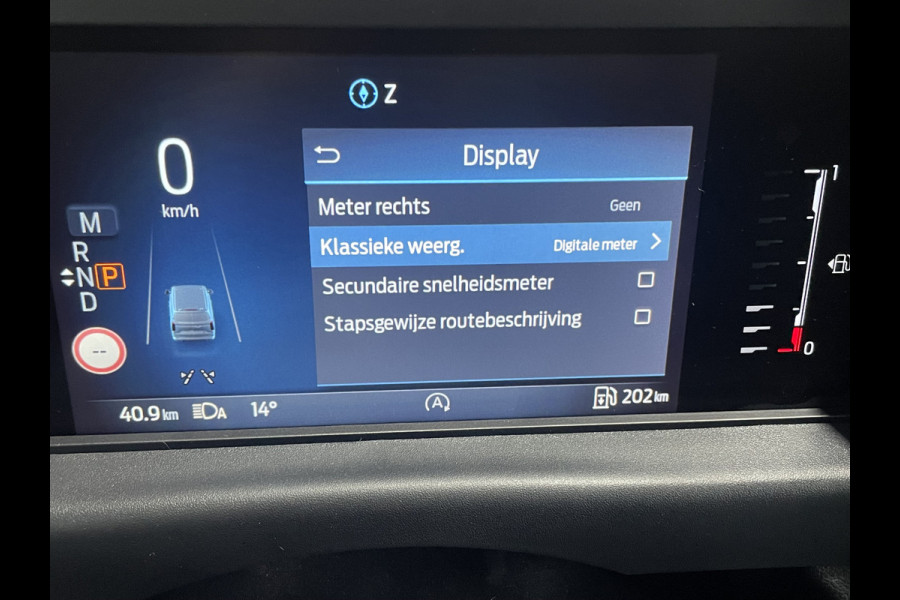 Z
Display
0
km/h
Meter rechts Geen
Klassieke weerg. Digitale meter
Secundaire snelheidsmeter
Stapsgewijze routebeschrijving
M
R
N P
D
--
40.9 km A 14° A 202 km
1
0